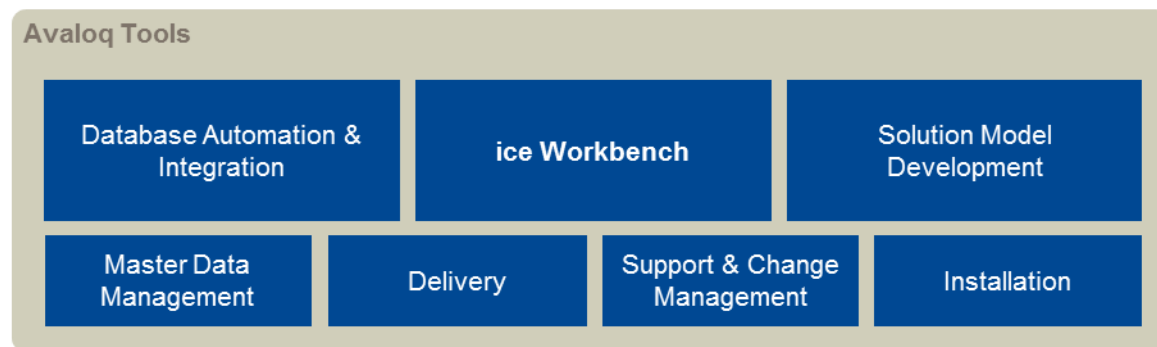 Avaloq Tools
Database Automation &
Integration
ice Workbench
Solution Model
Development
Master Data
Management
Delivery
Support & Change
Management
Installation